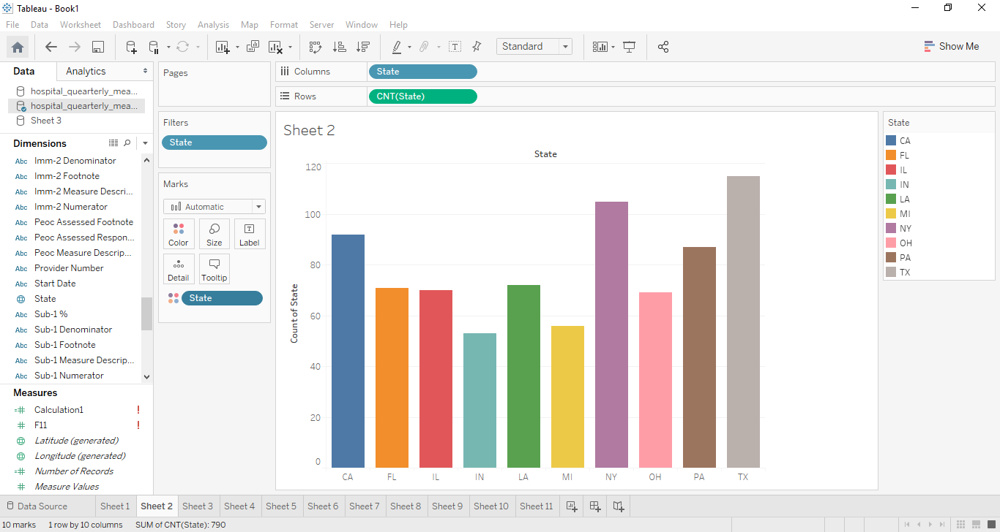 Tableau - Book1
File Data Worksheet Dashboard Story Analysis Map Format Server Window Help
Standard
Show Me
Data Analytics
hospital_quearterly_mea...
hospital_quearterly_mea...
Sheet 3
Dimensions
Abc Imm-2 Denominator
Abc Imm-2 Footnote
Abc Imm-2 Measure Descri...
Abc Imm-2 Numerator
Abc Peoc Assessed Footnote
Abc Peoc Assessed Respon...
Abc Peoc Measure Descrip...
Abc Provider Number
Abc Start Date
State
Abc Sub-1 %
Abc Sub-1 Denominator
Abc Sub-1 Footnote
Abc Sub-1 Measure Descrip...
Abc Sub-1 Numerator
Measures
=# Calculation1 !
# F11 !
Latitude (generated)
Longitude (generated)
=# Number of Records
# Measure Values
Pages
Filters
State
Marks
Automatic
Color Size T Label
Detail Tooltip
State
Columns State
Rows CNT(State)
Sheet 2
State
Count of State
120
100
80
60
40
20
0
CA FL IL IN LA MI NY OH PA TX
State
CA
FL
IL
IN
LA
MI
NY
OH
PA
TX
Data Source Sheet 1 Sheet 2 Sheet 3 Sheet 4 Sheet 5 Sheet 6 Sheet 7 Sheet 8 Sheet 9 Sheet 10 Sheet 11
10 marks 1 row by 10 columns SUM of CNT(State): 790